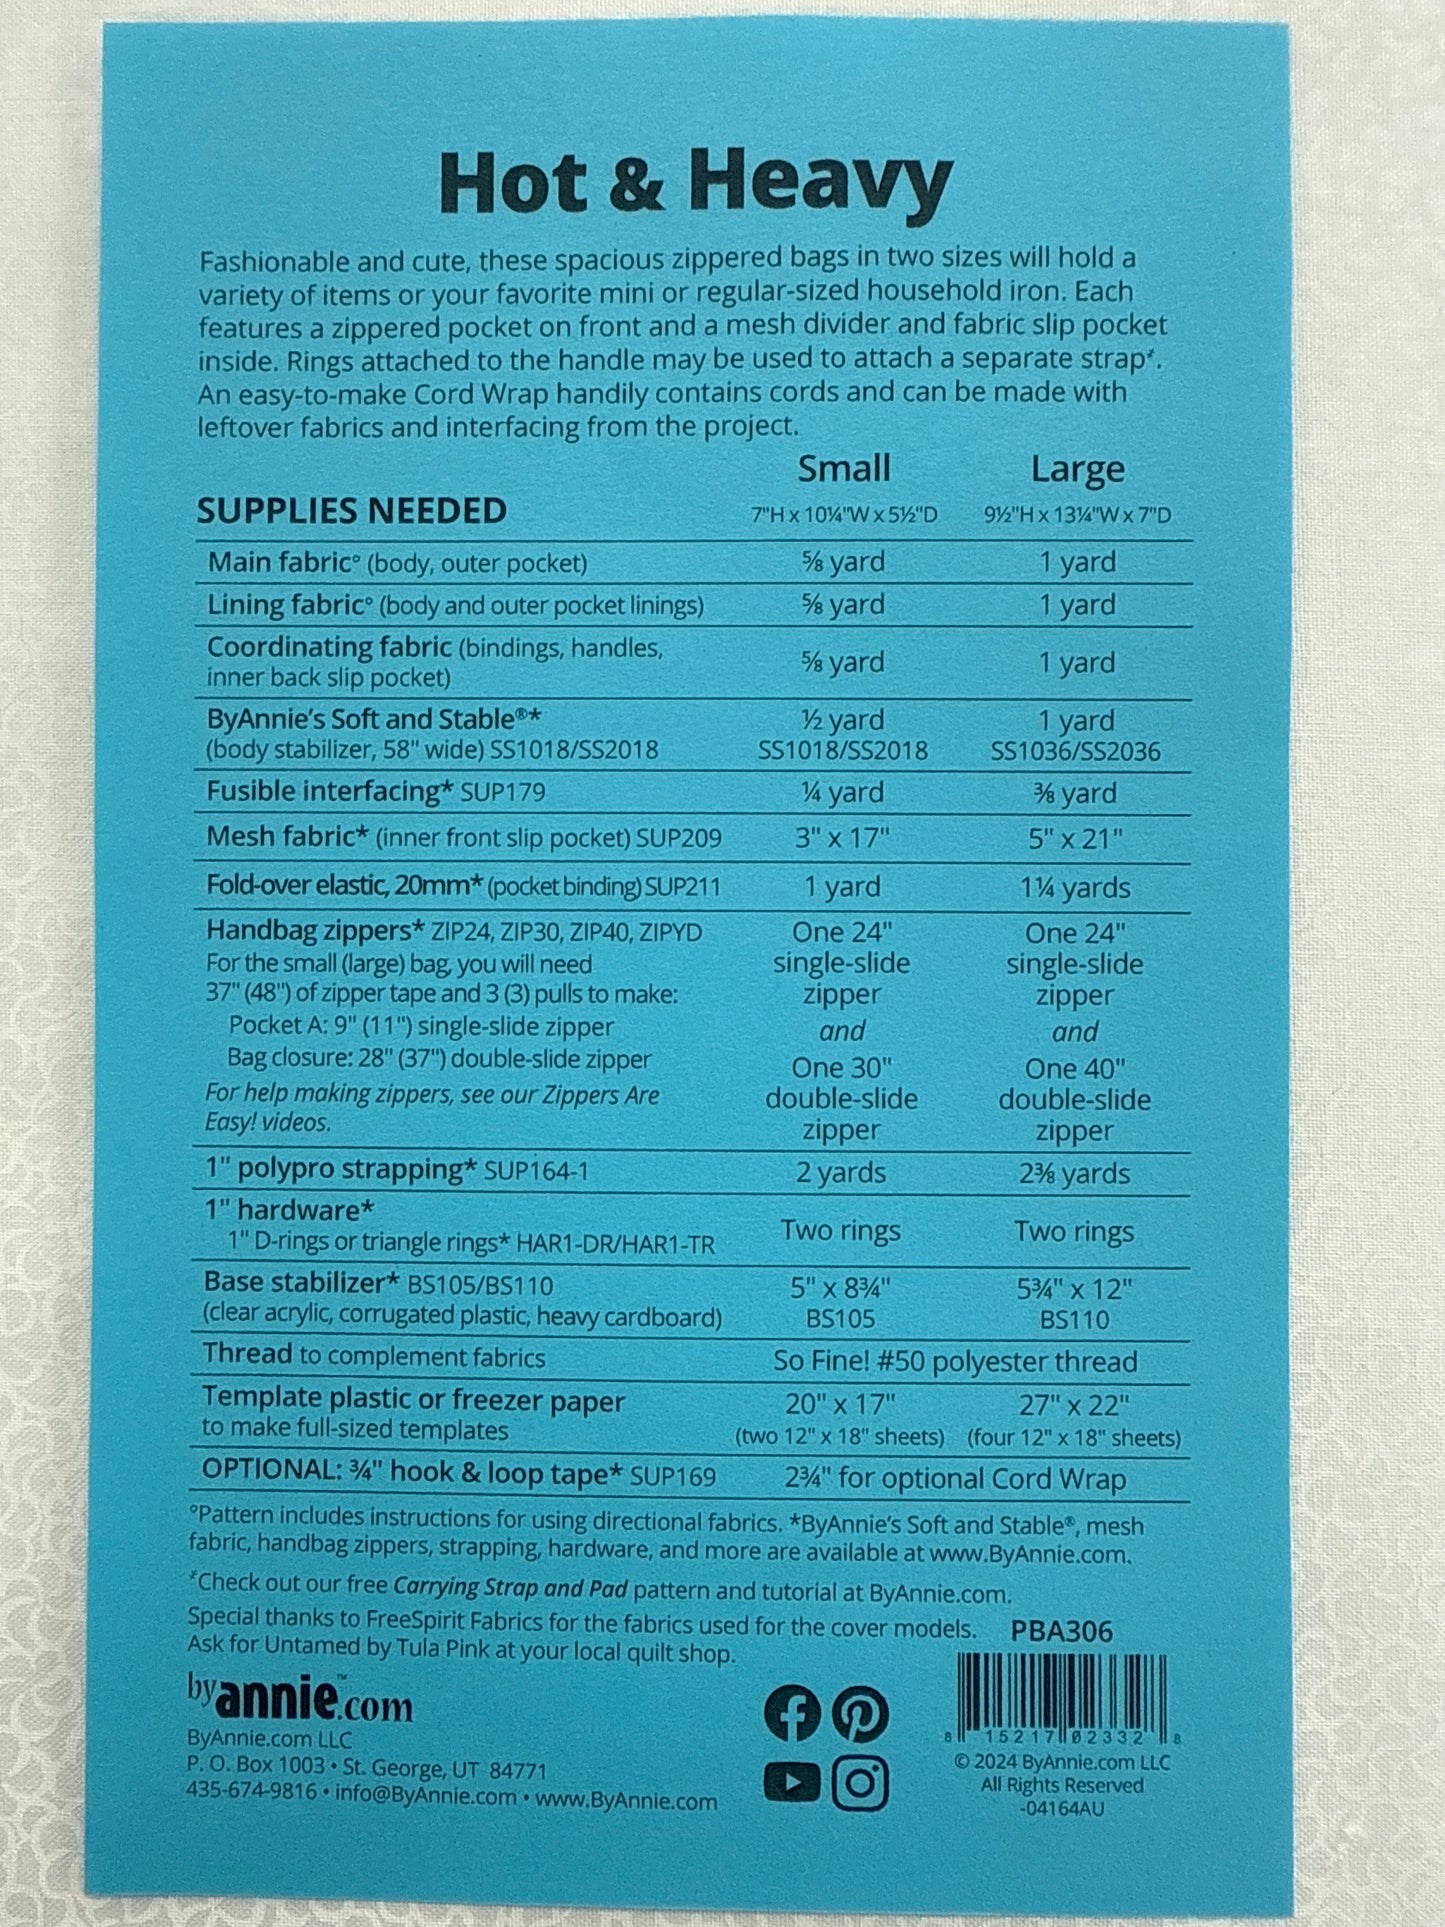 Hot & Heavy
Fashionable and cute, these spacious zippered bags in two sizes will hold a
variety of items or your favorite mini or regular-sized household iron. Each
features a zippered pocket on front and a mesh divider and fabric slip pocket
inside. Rings attached to the handle may be used to attach a separate strap*.
An easy-to-make Cord Wrap handily contains cords and can be made with
leftover fabrics and interfacing from the project.
Small Large
SUPPLIES NEEDED 7"H x 10¼"W x 5½"D 9½"H x 13¼"W x 7"D
Main fabric° (body, outer pocket) ⅝ yard 1 yard
Lining fabric° (body and outer pocket linings) ⅝ yard 1 yard
Coordinating fabric (bindings, handles,
inner back slip pocket) ⅝ yard 1 yard
ByAnnie's Soft and Stable®* ½ yard 1 yard
(body stabilizer, 58" wide) SS1018/SS2018 SS1018/SS2018 SS1036/SS2036
Fusible interfacing* SUP179 ¼ yard ⅜ yard
Mesh fabric* (inner front slip pocket) SUP209 3" x 17" 5" x 21"
Fold-over elastic, 20mm* (pocket binding) SUP211 1 yard 1¼ yards
Handbag zippers* ZIP24, ZIP30, ZIP40, ZIPYD One 24" One 24"
For the small (large) bag, you will need single-slide single-slide
37" (48") of zipper tape and 3 (3) pulls to make: zipper zipper
Pocket A: 9" (11") single-slide zipper and and
Bag closure: 28" (37") double-slide zipper One 30" One 40"
For help making zippers, see our Zippers Are double-slide double-slide
Easy! videos. zipper zipper
1" polypro strapping* SUP164-1 2 yards 2⅜ yards
1" hardware*
1" D-rings or triangle rings* HAR1-DR/HAR1-TR Two rings Two rings
Base stabilizer* BS105/BS110 5" x 8¾" 5¾" x 12"
(clear acrylic, corrugated plastic, heavy cardboard) BS105 BS110
Thread to complement fabrics So Fine! #50 polyester thread
Template plastic or freezer paper 20" x 17" 27" x 22"
to make full-sized templates (two 12" x 18" sheets) (four 12" x 18" sheets)
OPTIONAL: ¾" hook & loop tape* SUP169 2¾" for optional Cord Wrap
°Pattern includes instructions for using directional fabrics. *ByAnnie's Soft and Stable®, mesh
fabric, handbag zippers, strapping, hardware, and more are available at www.ByAnnie.com.
*Check out our free Carrying Strap and Pad pattern and tutorial at ByAnnie.com.
Special thanks to FreeSpirit Fabrics for the fabrics used for the cover models. PBA306
Ask for Untamed by Tula Pink at your local quilt shop.
byannie.com™
ByAnnie.com LLC
P. O. Box 1003 • St. George, UT 84771
435-674-9816 • info@ByAnnie.com • www.ByAnnie.com
8 15217 02332 8
© 2024 ByAnnie.com LLC
All Rights Reserved
-04164AU